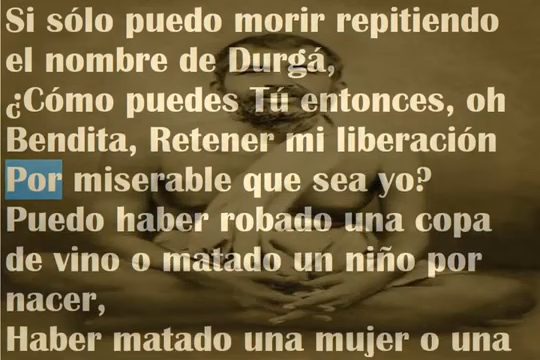 Si sólo puedo morir repitiendo
el nombre de Durgá,
¿Cómo puedes Tú entonces, oh
Bendita, Retener mi liberación
Por miserable que sea yo?
Puedo haber robado una copa
de vino o matado un niño por
nacer,
Haber matado una mujer o una